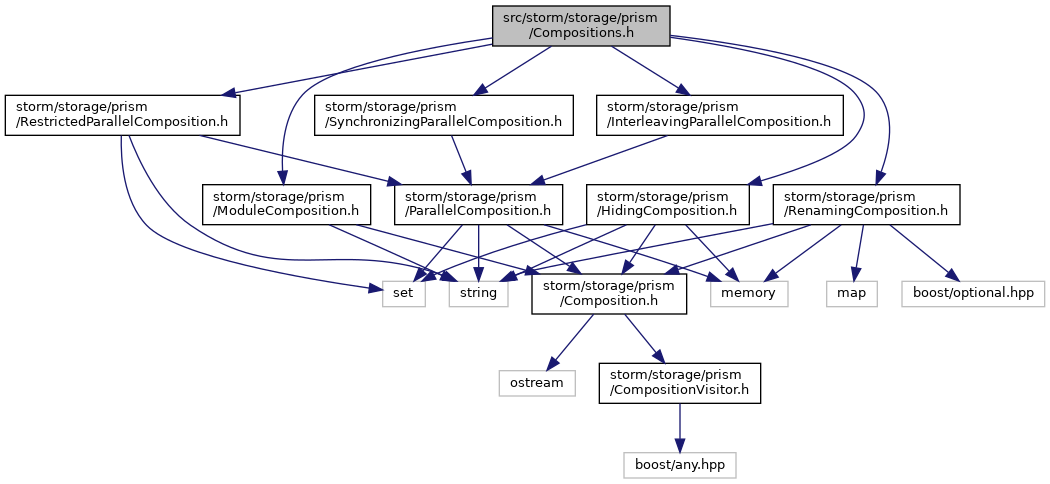 src/storm/storage/prism
/Compositions.h
storm/storage/prism
/RestrictedParallelComposition.h
storm/storage/prism
/SynchronizingParallelComposition.h
storm/storage/prism
/InterleavingParallelComposition.h
storm/storage/prism
/ModuleComposition.h
storm/storage/prism
/ParallelComposition.h
storm/storage/prism
/HidingComposition.h
storm/storage/prism
/RenamingComposition.h
set
string
storm/storage/prism
/Composition.h
memory
map
boost/optional.hpp
ostream
storm/storage/prism
/CompositionVisitor.h
boost/any.hpp